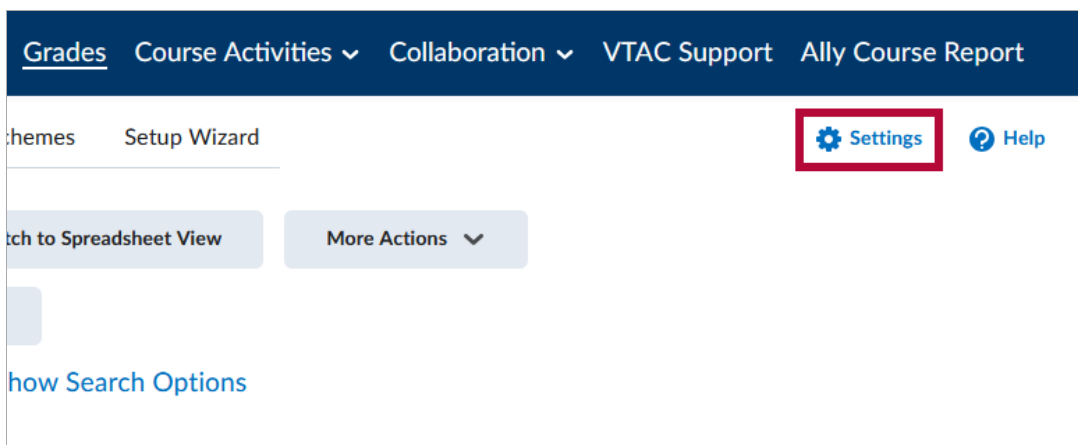 Grades Course Activities Collaboration VTAC Support Ally Course Report
chemes Setup Wizard Settings Help
tch to Spreadsheet View More Actions
how Search Options